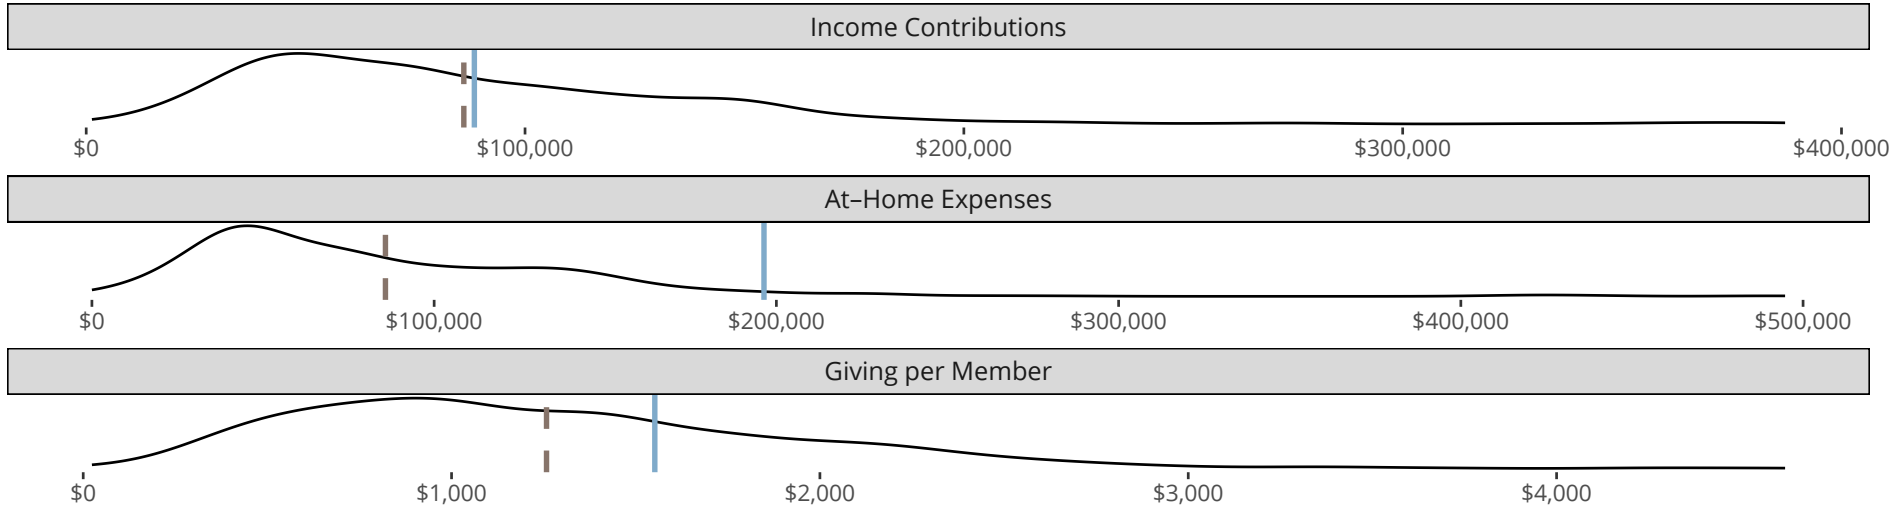 Income Contributions
$0 $100,000 $200,000 $300,000 $400,000
At–Home Expenses
$0 $100,000 $200,000 $300,000 $400,000 $500,000
Giving per Member
$0 $1,000 $2,000 $3,000 $4,000